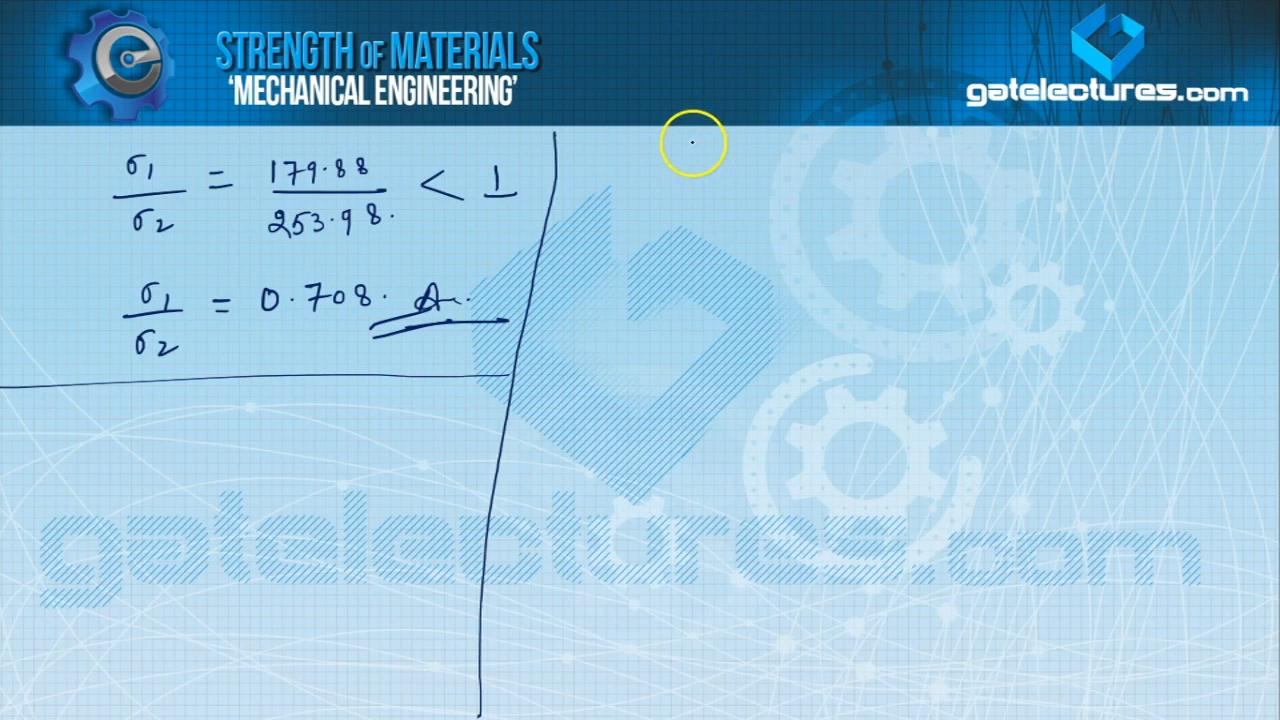 STRENGTH OF MATERIALS
'MECHANICAL ENGINEERING'
gatelectures.com
σ1/σ2 = 179.88/253.98. < 1
σ1/σ2 = 0.708.
gatelectures.com